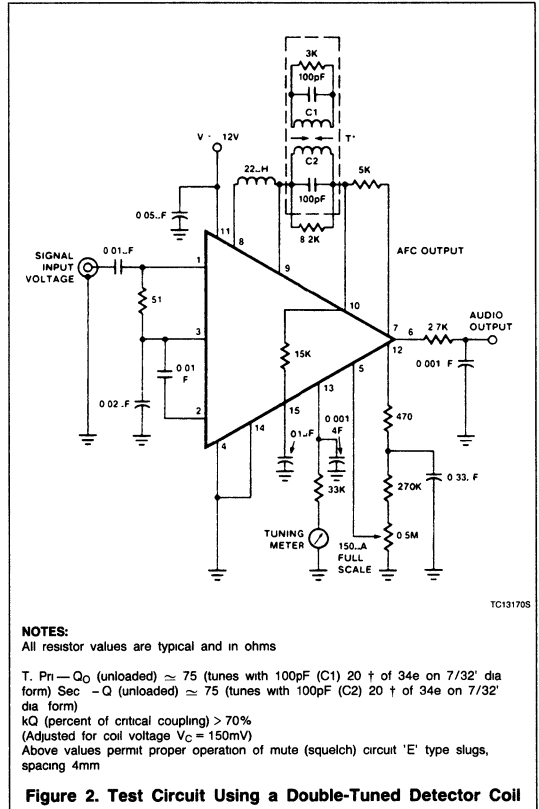 3K
100pF
C1
T*
C2
100pF
8 2K
V · 12V
22..H
5K
0 05..F
11
8
9
AFC OUTPUT
SIGNAL
INPUT
VOLTAGE
0 01..F
1
51
10
AUDIO
OUTPUT
7
6
2 7K
12
3
15K
5
0 001 F
0 01
F
13
0 02 .F
2
15
470
14
4
01..F
0 001
4F
33K
270K
0 33. F
TUNING
METER
150..A
FULL
SCALE
0 5M
TC13170S
NOTES:
All resistor values are typical and in ohms
T. Pri — QO (unloaded) ≃ 75 (tunes with 100pF (C1) 20 † of 34e on 7/32' dia
form) Sec - Q (unloaded) ≃ 75 (tunes with 100pF (C2) 20 † of 34e on 7/32'
dia form)
kQ (percent of critical coupling) > 70%
(Adjusted for coil voltage VC = 150mV)
Above values permit proper operation of mute (squelch) circuit 'E' type slugs,
spacing 4mm
Figure 2. Test Circuit Using a Double-Tuned Detector Coil